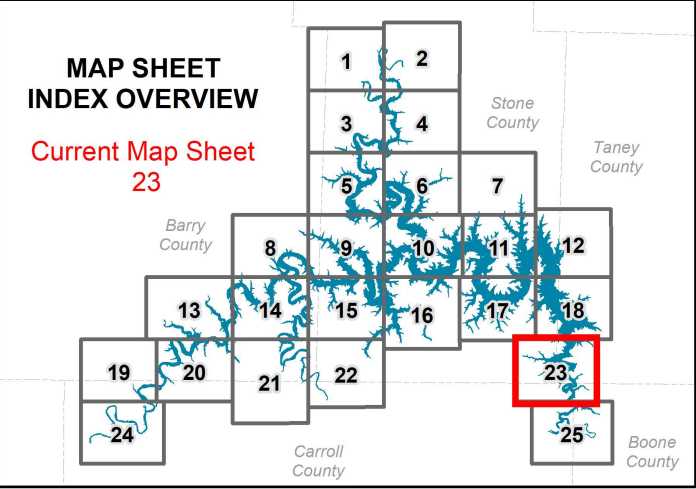 MAP SHEET
INDEX OVERVIEW
Current Map Sheet
23
1
2
3
4
Stone
County
Taney
County
5
6
7
Barry
County
8
9
10
11
12
13
14
15
16
17
18
19
20
21
22
23
24
25
Carroll
County
Boone
County